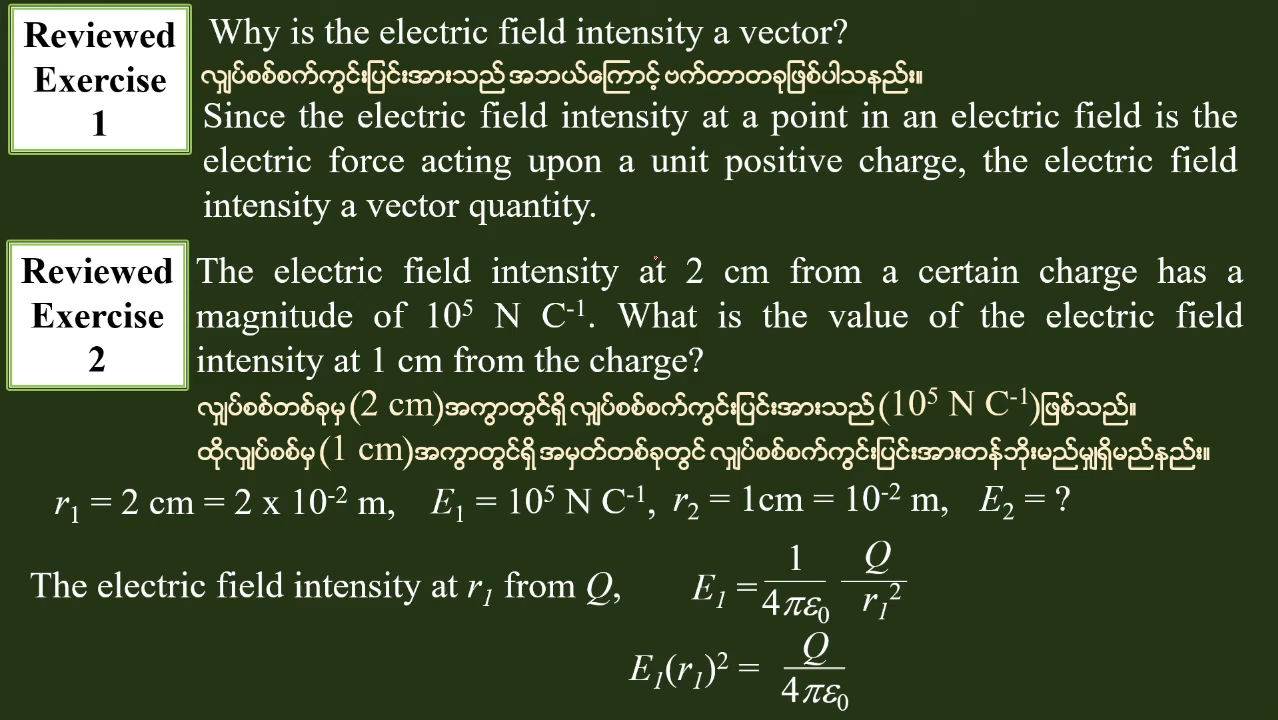 Reviewed
Exercise
1
Why is the electric field intensity a vector?
လျှပ်စစ်စက်ကွင်းပြင်းအားသည် အဘယ်ကြောင့် ဗက်တာတခုဖြစ်ပါသနည်း။
Since the electric field intensity at a point in an electric field is the
electric force acting upon a unit positive charge, the electric field
intensity a vector quantity.
Reviewed
Exercise
2
The electric field intensity at 2 cm from a certain charge has a
magnitude of 10⁵ N C⁻¹. What is the value of the electric field
intensity at 1 cm from the charge?
လျှပ်စစ်တစ်ခုမှ (2 cm)အကွာတွင်ရှိ လျှပ်စစ်စက်ကွင်းပြင်းအားသည် (10⁵ N C⁻¹)ဖြစ်သည်။
ထိုလျှပ်စစ်မှ (1 cm)အကွာတွင်ရှိ အမှတ်တစ်ခုတွင် လျှပ်စစ်စက်ကွင်းပြင်းအားတန်ဘိုးမည်မျှရှိမည်နည်း။
r₁ = 2 cm = 2 x 10⁻² m, E₁ = 10⁵ N C⁻¹, r₂ = 1cm = 10⁻² m, E₂ = ?
The electric field intensity at r₁ from Q, E₁ = 1/4πε₀ Q/r₁²
E₁(r₁)² = Q/4πε₀